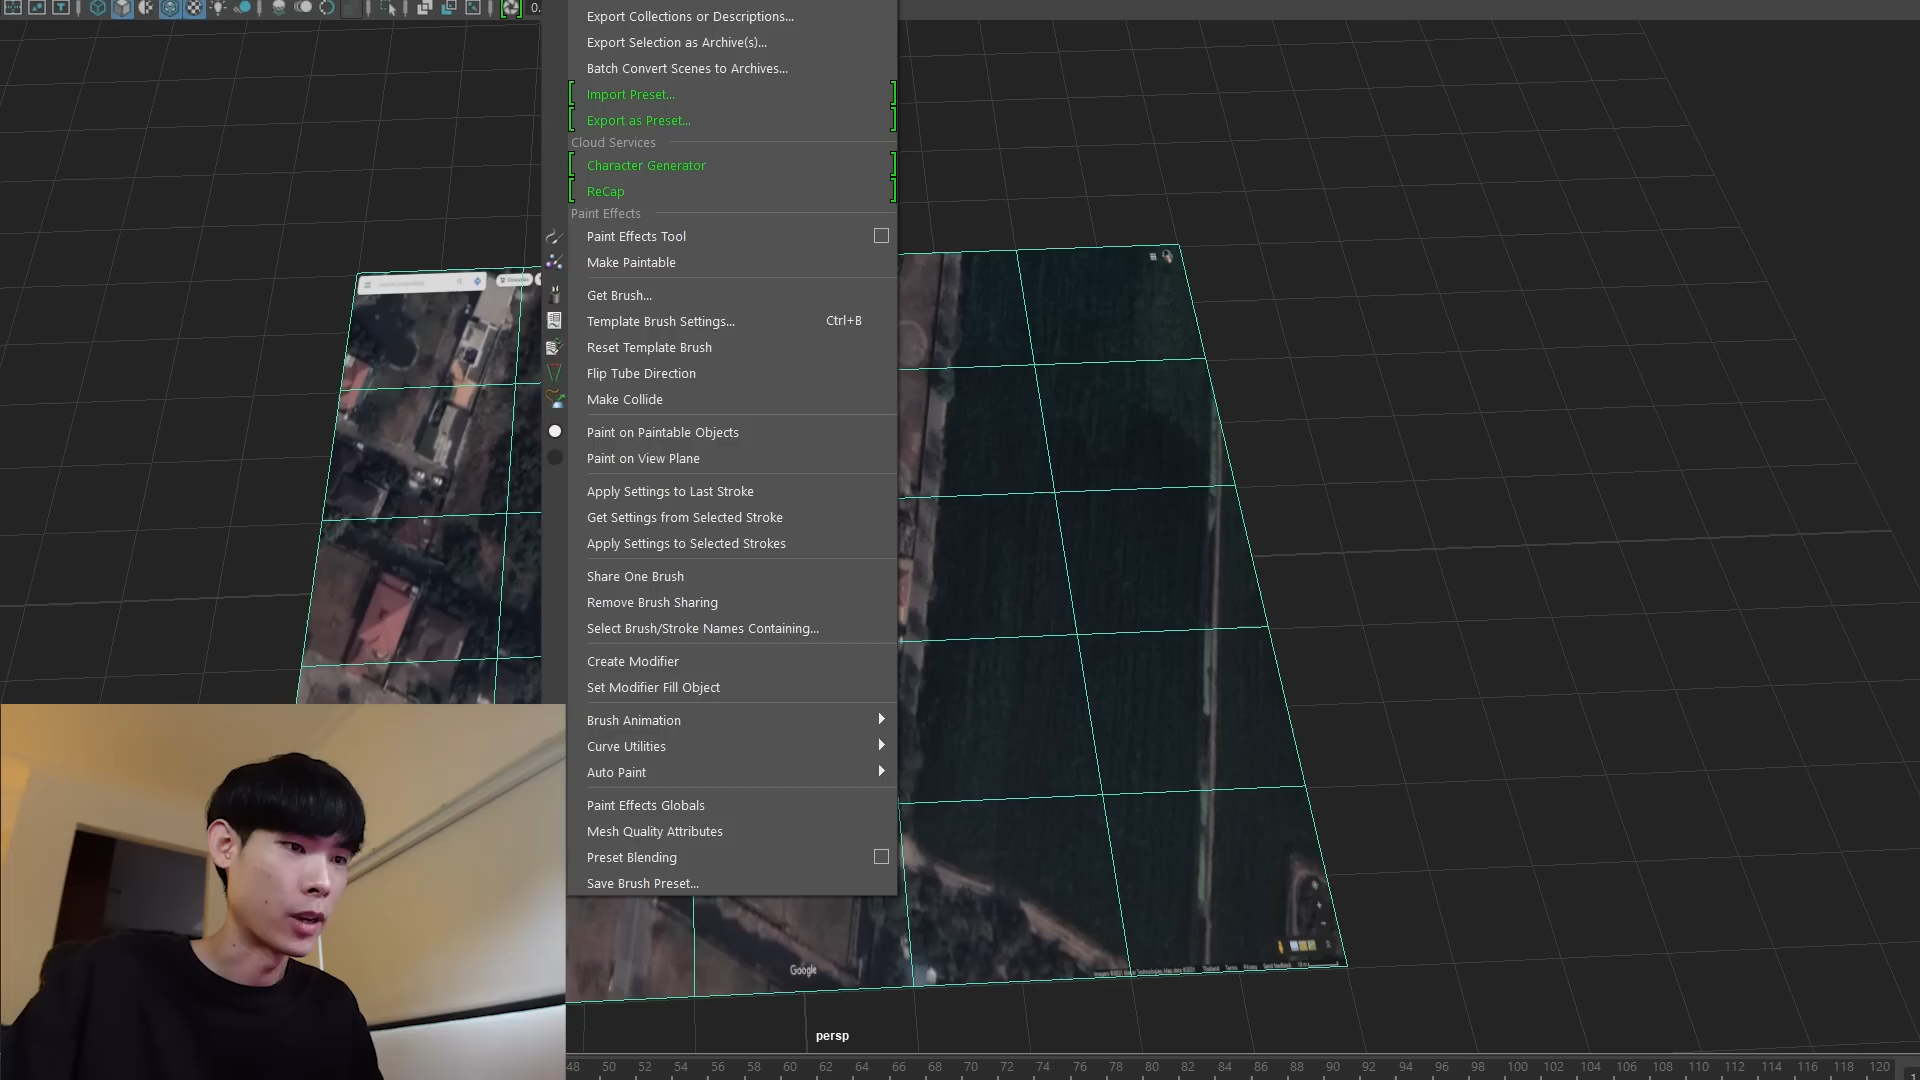 0.
Export Collections or Descriptions...
Export Selection as Archive(s)...
Batch Convert Scenes to Archives...
Import Preset...
Export as Preset...
Cloud Services
Character Generator
ReCap
Paint Effects
Paint Effects Tool
Make Paintable
Get Brush...
Template Brush Settings... Ctrl+B
Reset Template Brush
Flip Tube Direction
Make Collide
Paint on Paintable Objects
Paint on View Plane
Apply Settings to Last Stroke
Get Settings from Selected Stroke
Apply Settings to Selected Strokes
Share One Brush
Remove Brush Sharing
Select Brush/Stroke Names Containing...
Create Modifier
Set Modifier Fill Object
Brush Animation
Curve Utilities
Auto Paint
Paint Effects Globals
Mesh Quality Attributes
Preset Blending
Save Brush Preset...
Google
persp
48 50 52 54 56 58 60 62 64 66 68 70 72 74 76 78 80 82 84 86 88 90 92 94 96 98 100 102 104 106 108 110 112 114 116 118 120